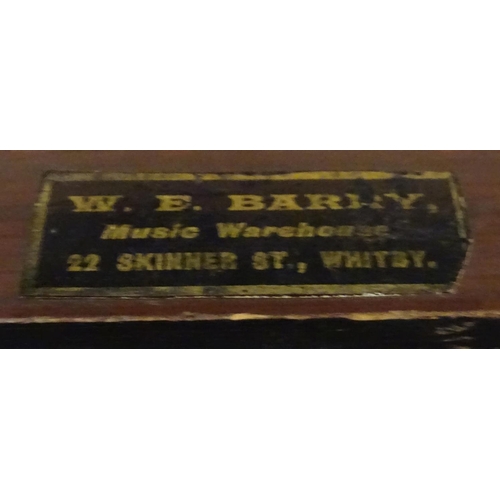 W. E.
Music Warehouse
22 SKINNER ST., WHITBY.